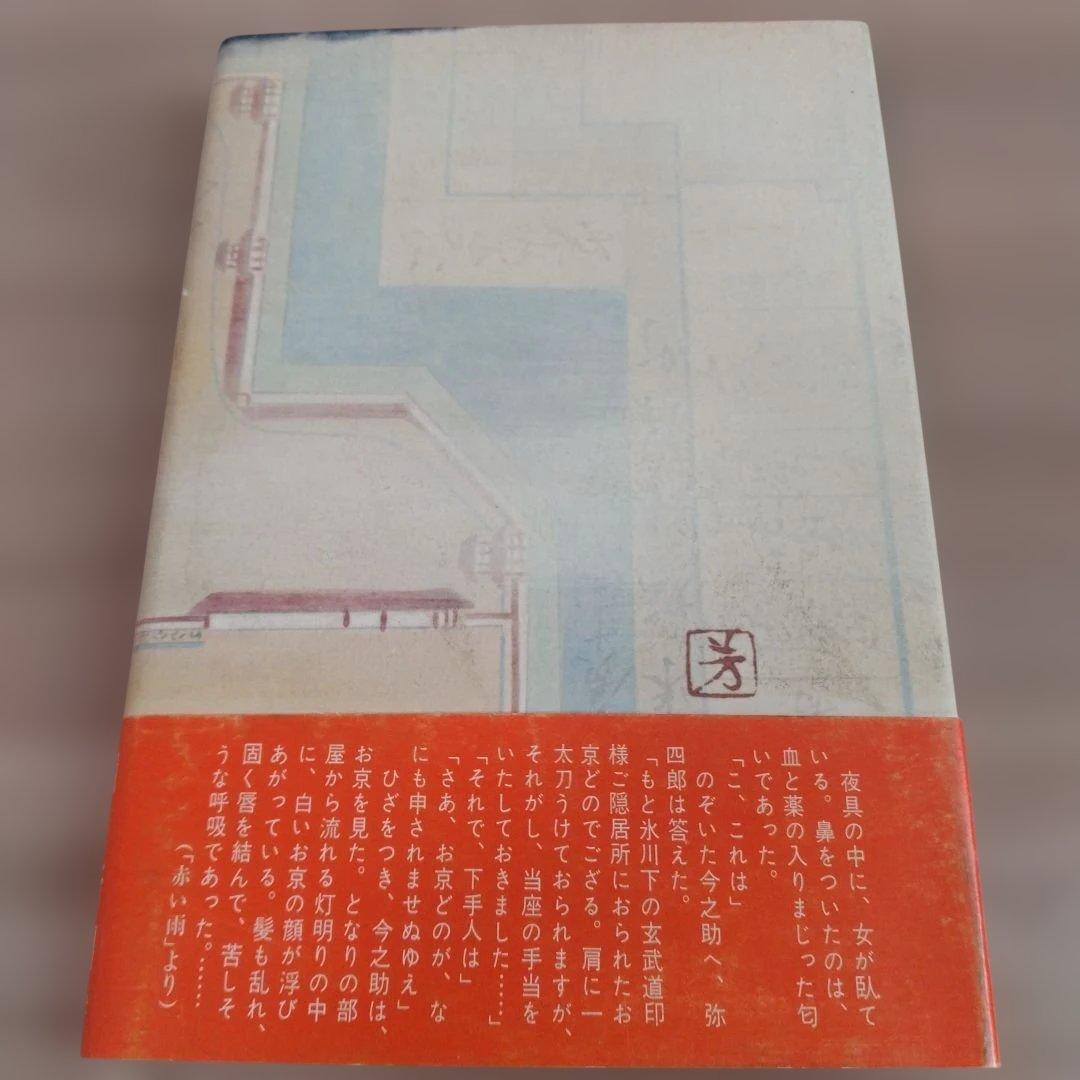 芳
夜具の中に、女が臥て
いる。鼻をついたのは、
血と薬の入りまじった匂
いであった。
「こ、これは」
のぞいた今之助へ、弥
四郎は答えた。
「もと氷川下の玄武道印
様ご隠居所におられたお
京どのでござる。肩に一
太刀うけておられますが、
それがし、当座の手当を
いたしておきました……」
「それで、下手人は」
「さあ、お京どのが、な
にも申されませぬゆえ」
ひざをつき、今之助は、
お京を見た。となりの部
屋から流れる灯明りの中
に、白いお京の顔が浮び
あがっている。髪も乱れ、
固く唇を結んで、苦しそ
うな呼吸であった。……
（「赤い雨」より）